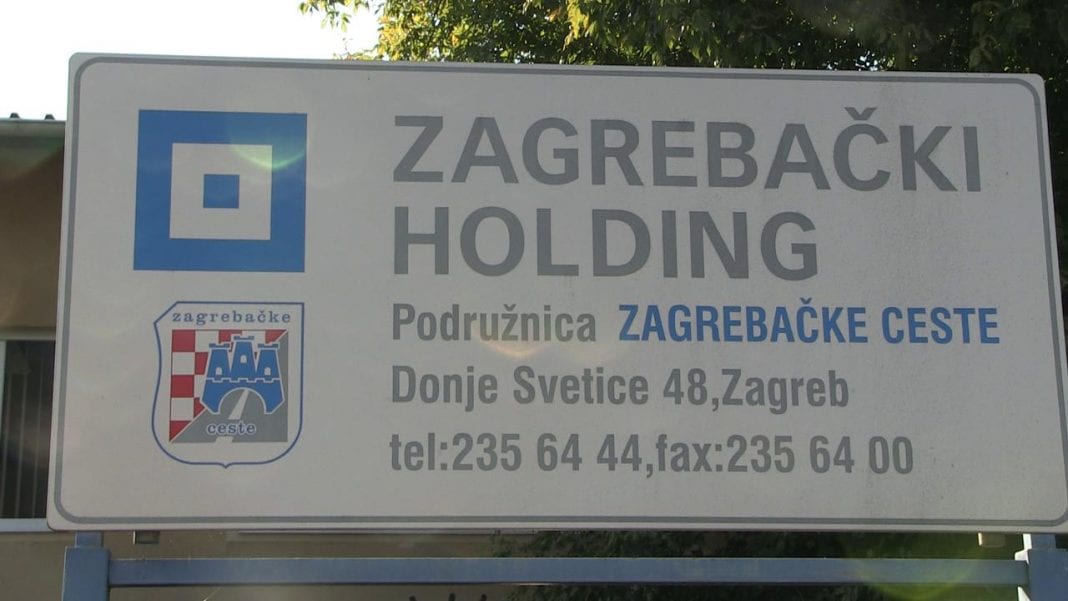 ZAGREBAČKI
HOLDING
Podružnica ZAGREBAČKE CESTE
Donje Svetice 48,Zagreb
tel:235 64 44,fax:235 64 00
zagrebačke
ceste